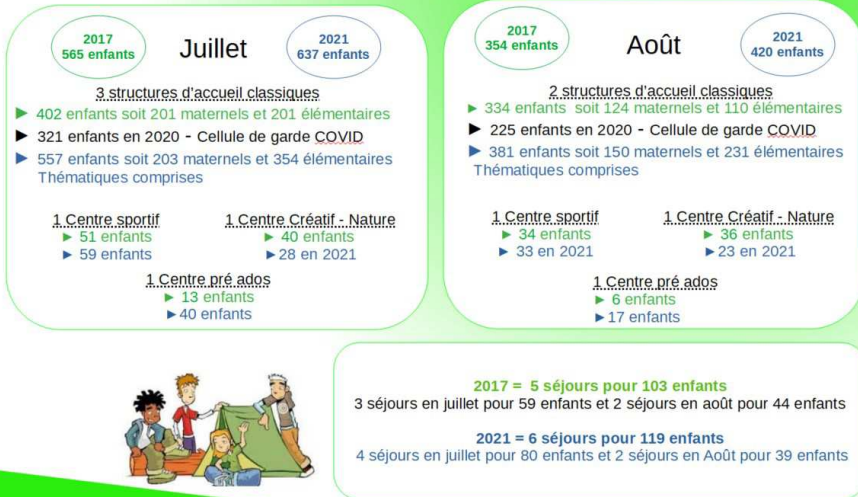 2017
565 enfants
Juillet
2021
637 enfants
3 structures d'accueil classiques
► 402 enfants soit 201 maternels et 201 élémentaires
► 321 enfants en 2020 - Cellule de garde COVID
► 557 enfants soit 203 maternels et 354 élémentaires
Thématiques comprises
1 Centre sportif
► 51 enfants
► 59 enfants
1 Centre Créatif - Nature
► 40 enfants
►28 en 2021
1 Centre pré ados
► 13 enfants
►40 enfants
2017
354 enfants
Août
2021
420 enfants
2 structures d'accueil classiques
► 334 enfants soit 124 maternels et 110 élémentaires
► 225 enfants en 2020 - Cellule de garde COVID
► 381 enfants soit 150 maternels et 231 élémentaires
Thématiques comprises
1 Centre sportif
► 34 enfants
► 33 en 2021
1 Centre Créatif - Nature
► 36 enfants
►23 en 2021
1 Centre pré ados
► 6 enfants
►17 enfants
2017 = 5 séjours pour 103 enfants
3 séjours en juillet pour 59 enfants et 2 séjours en août pour 44 enfants
2021 = 6 séjours pour 119 enfants
4 séjours en juillet pour 80 enfants et 2 séjours en Août pour 39 enfants